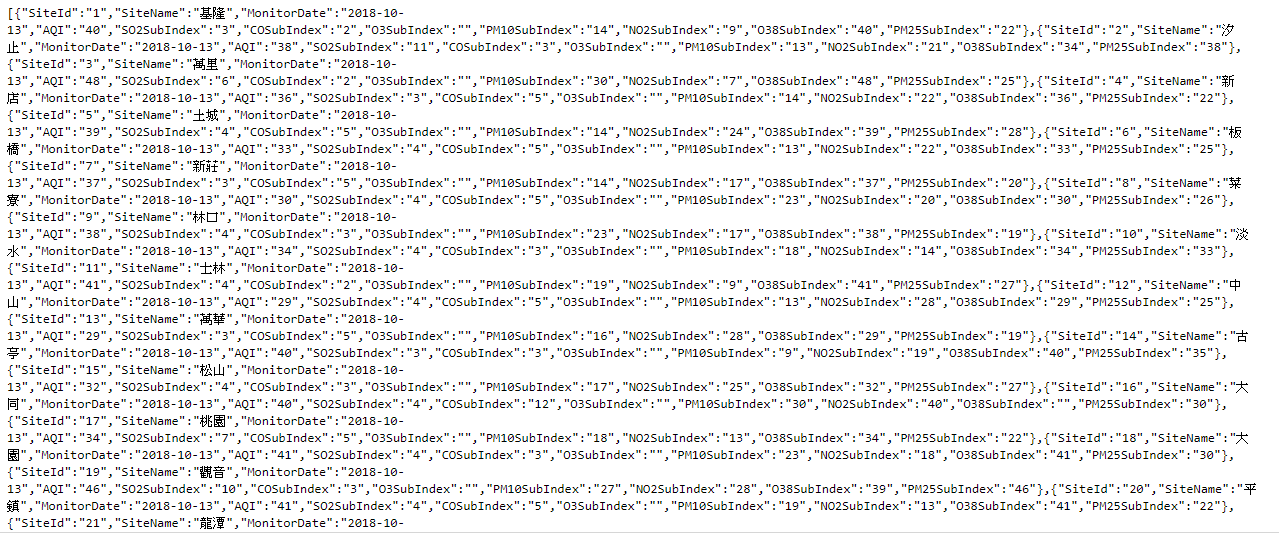 [{"SiteId":"1","SiteName":"基隆","MonitorDate":"2018-10-
13","AQI":"40","SO2SubIndex":"3","COSubIndex":"2","O3SubIndex":"","PM10SubIndex":"14","NO2SubIndex":"9","O38SubIndex":"40","PM25SubIndex":"22"},{"SiteId":"2","SiteName":"汐
止","MonitorDate":"2018-10-13","AQI":"38","SO2SubIndex":"11","COSubIndex":"3","O3SubIndex":"","PM10SubIndex":"13","NO2SubIndex":"21","O38SubIndex":"34","PM25SubIndex":"38"},
{"SiteId":"3","SiteName":"萬里","MonitorDate":"2018-10-
13","AQI":"48","SO2SubIndex":"6","COSubIndex":"2","O3SubIndex":"","PM10SubIndex":"30","NO2SubIndex":"7","O38SubIndex":"48","PM25SubIndex":"25"},{"SiteId":"4","SiteName":"新
店","MonitorDate":"2018-10-13","AQI":"36","SO2SubIndex":"3","COSubIndex":"5","O3SubIndex":"","PM10SubIndex":"14","NO2SubIndex":"22","O38SubIndex":"36","PM25SubIndex":"22"},
{"SiteId":"5","SiteName":"土城","MonitorDate":"2018-10-
13","AQI":"39","SO2SubIndex":"4","COSubIndex":"5","O3SubIndex":"","PM10SubIndex":"14","NO2SubIndex":"24","O38SubIndex":"39","PM25SubIndex":"28"},{"SiteId":"6","SiteName":"板
橋","MonitorDate":"2018-10-13","AQI":"33","SO2SubIndex":"4","COSubIndex":"5","O3SubIndex":"","PM10SubIndex":"13","NO2SubIndex":"22","O38SubIndex":"33","PM25SubIndex":"25"},
{"SiteId":"7","SiteName":"新莊","MonitorDate":"2018-10-
13","AQI":"37","SO2SubIndex":"3","COSubIndex":"5","O3SubIndex":"","PM10SubIndex":"14","NO2SubIndex":"17","O38SubIndex":"37","PM25SubIndex":"20"},{"SiteId":"8","SiteName":"菜
寮","MonitorDate":"2018-10-13","AQI":"30","SO2SubIndex":"4","COSubIndex":"5","O3SubIndex":"","PM10SubIndex":"23","NO2SubIndex":"20","O38SubIndex":"30","PM25SubIndex":"26"},
{"SiteId":"9","SiteName":"林口","MonitorDate":"2018-10-
13","AQI":"38","SO2SubIndex":"4","COSubIndex":"3","O3SubIndex":"","PM10SubIndex":"23","NO2SubIndex":"17","O38SubIndex":"38","PM25SubIndex":"19"},{"SiteId":"10","SiteName":"淡
水","MonitorDate":"2018-10-13","AQI":"34","SO2SubIndex":"4","COSubIndex":"3","O3SubIndex":"","PM10SubIndex":"18","NO2SubIndex":"14","O38SubIndex":"34","PM25SubIndex":"33"},
{"SiteId":"11","SiteName":"士林","MonitorDate":"2018-10-
13","AQI":"41","SO2SubIndex":"4","COSubIndex":"2","O3SubIndex":"","PM10SubIndex":"19","NO2SubIndex":"9","O38SubIndex":"41","PM25SubIndex":"27"},{"SiteId":"12","SiteName":"中
山","MonitorDate":"2018-10-13","AQI":"29","SO2SubIndex":"4","COSubIndex":"5","O3SubIndex":"","PM10SubIndex":"13","NO2SubIndex":"28","O38SubIndex":"29","PM25SubIndex":"25"},
{"SiteId":"13","SiteName":"萬華","MonitorDate":"2018-10-
13","AQI":"29","SO2SubIndex":"3","COSubIndex":"5","O3SubIndex":"","PM10SubIndex":"16","NO2SubIndex":"28","O38SubIndex":"29","PM25SubIndex":"19"},{"SiteId":"14","SiteName":"古
亭","MonitorDate":"2018-10-13","AQI":"40","SO2SubIndex":"3","COSubIndex":"3","O3SubIndex":"","PM10SubIndex":"9","NO2SubIndex":"19","O38SubIndex":"40","PM25SubIndex":"35"},
{"SiteId":"15","SiteName":"松山","MonitorDate":"2018-10-
13","AQI":"32","SO2SubIndex":"4","COSubIndex":"3","O3SubIndex":"","PM10SubIndex":"17","NO2SubIndex":"25","O38SubIndex":"32","PM25SubIndex":"27"},{"SiteId":"16","SiteName":"大
同","MonitorDate":"2018-10-13","AQI":"40","SO2SubIndex":"4","COSubIndex":"12","O3SubIndex":"","PM10SubIndex":"30","NO2SubIndex":"40","O38SubIndex":"","PM25SubIndex":"30"},
{"SiteId":"17","SiteName":"桃園","MonitorDate":"2018-10-
13","AQI":"34","SO2SubIndex":"7","COSubIndex":"5","O3SubIndex":"","PM10SubIndex":"18","NO2SubIndex":"13","O38SubIndex":"34","PM25SubIndex":"22"},{"SiteId":"18","SiteName":"大
園","MonitorDate":"2018-10-13","AQI":"41","SO2SubIndex":"4","COSubIndex":"3","O3SubIndex":"","PM10SubIndex":"23","NO2SubIndex":"18","O38SubIndex":"41","PM25SubIndex":"30"},
{"SiteId":"19","SiteName":"觀音","MonitorDate":"2018-10-
13","AQI":"46","SO2SubIndex":"10","COSubIndex":"3","O3SubIndex":"","PM10SubIndex":"27","NO2SubIndex":"28","O38SubIndex":"39","PM25SubIndex":"46"},{"SiteId":"20","SiteName":"平
鎮","MonitorDate":"2018-10-13","AQI":"41","SO2SubIndex":"4","COSubIndex":"5","O3SubIndex":"","PM10SubIndex":"19","NO2SubIndex":"13","O38SubIndex":"41","PM25SubIndex":"22"},
{"SiteId":"21","SiteName":"龍潭","MonitorDate":"2018-10-